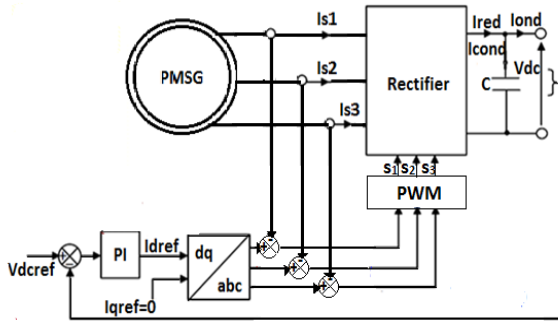 Is1
Ired
Iond
Icond
PMSG
Is2
Rectifier
Vdc
C
Is3
S1 S2 S3
PWM
PI
Idref
dq
Vdcref
abc
Iqref=0